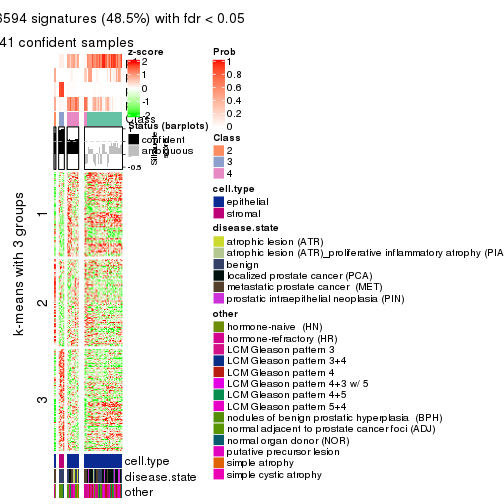 6594 signatures (48.5%) with fdr < 0.05
41 confident samples
z-score
2
1
0
-1
-2
Prob
1
0.8
0.6
0.4
0.2
0
Class
Status (barplots)
confident
ambiguous
-0.5
Class
2
3
4
cell.type
epithelial
stromal
disease.state
atrophic lesion (ATR)
atrophic lesion (ATR)_proliferative inflammatory atrophy (PIA
benign
localized prostate cancer (PCA)
metastatic prostate cancer (MET)
prostatic intraepithelial neoplasia (PIN)
other
hormone-naive (HN)
hormone-refractory (HR)
LCM Gleason pattern 3
LCM Gleason pattern 3+4
LCM Gleason pattern 4
LCM Gleason pattern 4+3 w/ 5
LCM Gleason pattern 4+5
LCM Gleason pattern 5+4
nodules of benign prostatic hyperplasia (BPH)
normal adjacent to prostate cancer foci (ADJ)
normal organ donor (NOR)
putative precursor lesion
simple atrophy
simple cystic atrophy
k-means with 3 groups
1
2
3
cell.type
disease.state
other